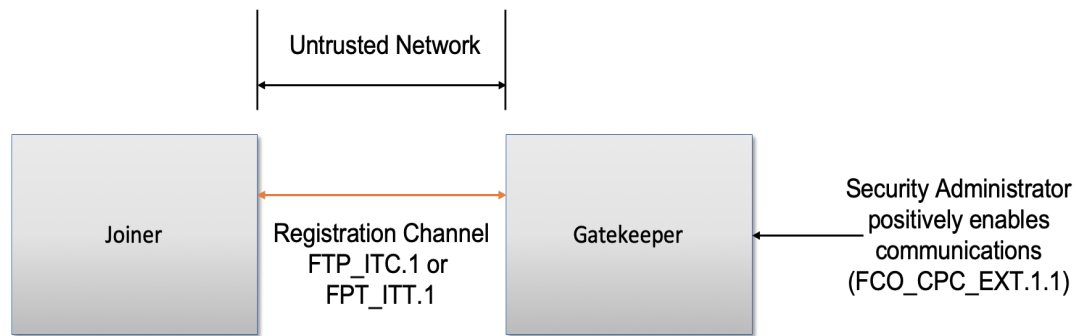 Untrusted Network
Joiner
Registration Channel
FTP_ITC.1 or
FPT_ITT.1
Gatekeeper
Security Administrator
positively enables
communications
(FCO_CPC_EXT.1.1)